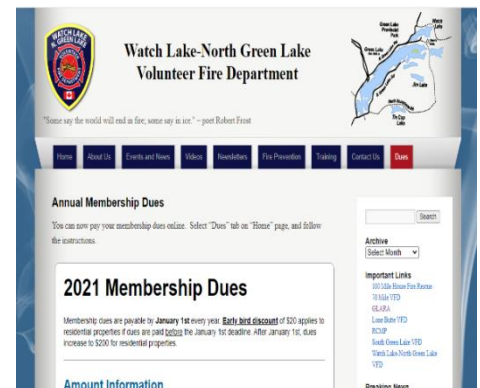 WATCH LAKE
N. GREEN LAKE
Watch Lake-North Green Lake
Volunteer Fire Department
"Some say the world will end in fire; some say in ice." – poet Robert Frost
Green Lake
Provincial
Park
Watch
Lake
Green Lake
Jim Lake
Tin Cup
Lake
Home About Us Events and News Videos Newsletters Fire Prevention Training Contact Us Dues
Annual Membership Dues
You can now pay your membership dues online. Select "Dues" tab on "Home" page, and follow
the instructions.
2021 Membership Dues
Membership dues are payable by January 1st every year. Early bird discount of $20 applies to
residential properties if dues are paid before the January 1st deadline. After January 1st, dues
increase to $200 for residential properties.
Amount Information
Search
Archive
Select Month
Important Links
100 Mile House Fire Rescue
70 Mile VFD
GLARA
Lone Butte VFD
RCMP
South Green Lake VFD
Watch Lake-North Green Lake
VFD
Breaking News